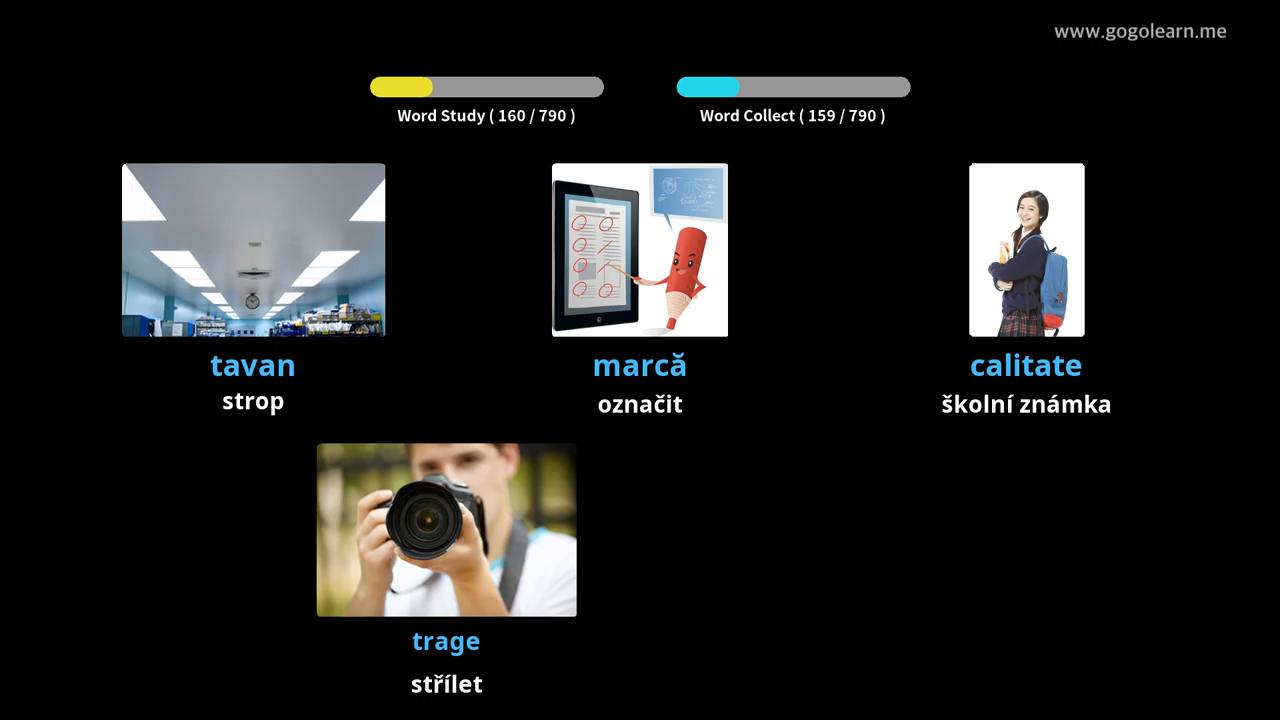 www.gogolearn.me
Word Study ( 160 / 790 )
Word Collect ( 159 / 790 )
tavan
strop
marcă
označit
calitate
školní známka
trage
střílet